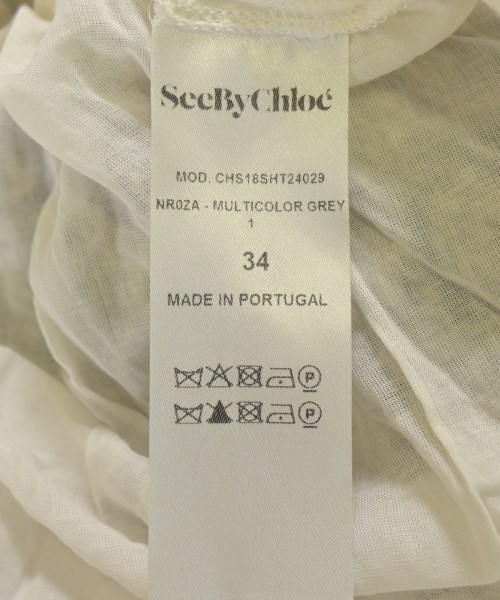 SeeByChloé
MOD. CHS18SHT24029
NR0ZA - MULTICOLOR GREY
1
34
MADE IN PORTUGAL
P
P